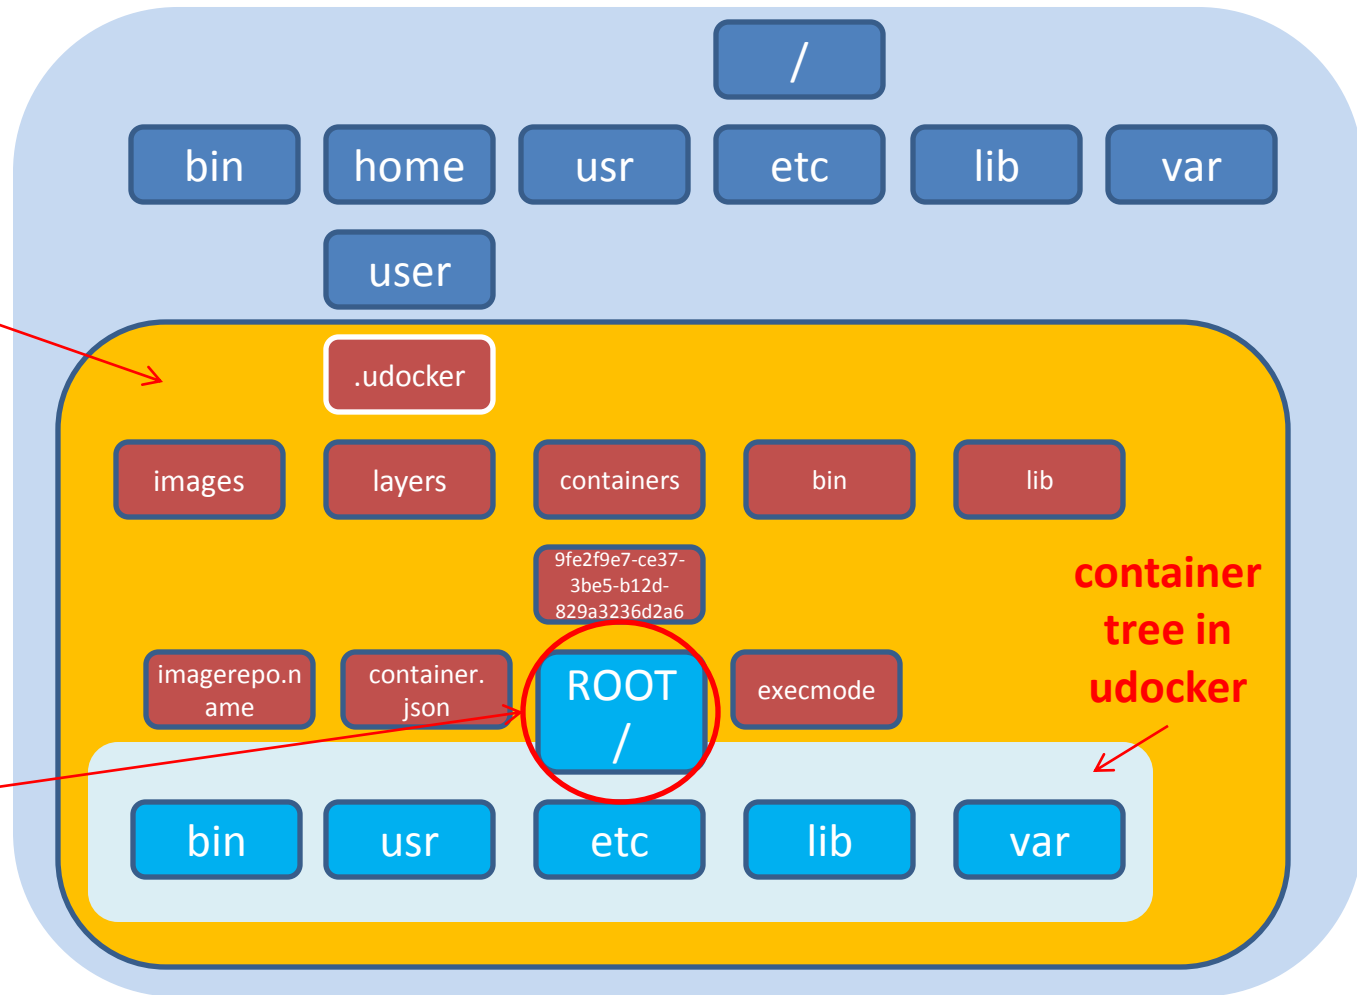 /
bin
home
usr
etc
lib
var
user
.udocker
images
layers
containers
bin
lib
9fe2f9e7-ce37-
3be5-b12d-
829a3236d2a6
container
tree in
udocker
imagerepo.n
ame
container.
json
ROOT
/
execmode
bin
usr
etc
lib
var